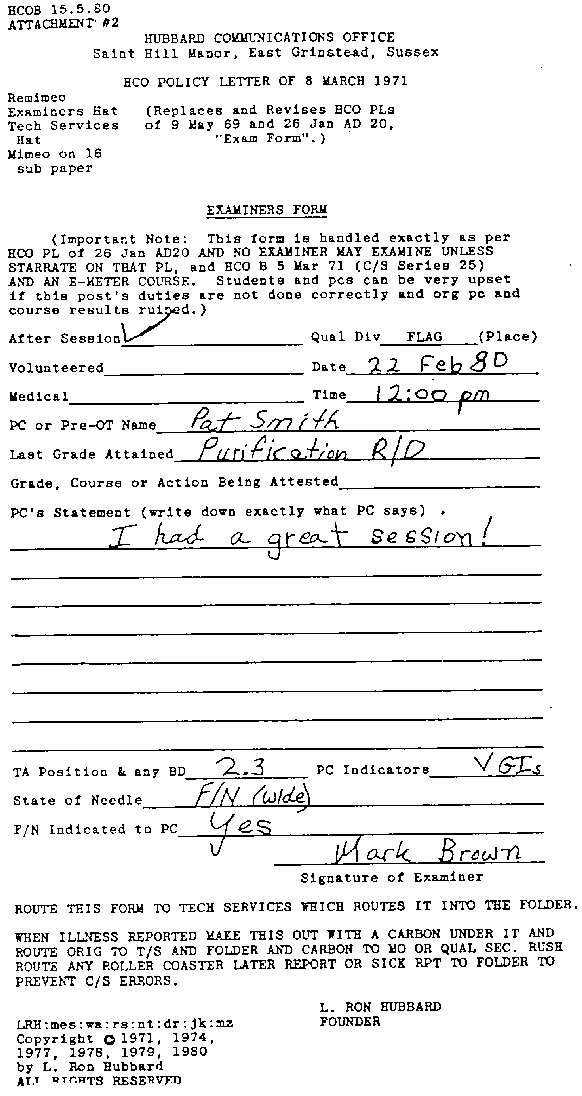 HCOB 15.5.80
ATTACHMENT #2
HUBBARD COMMUNICATIONS OFFICE
Saint Hill Manor, East Grinstead, Sussex
HCO POLICY LETTER OF 8 MARCH 1971
Remimeo
Examiners Hat (Replaces and Revises HCO PLs
Tech Services of 9 May 69 and 26 Jan AD 20,
Hat "Exam Form".)
Mimeo on 16
sub paper
EXAMINERS FORM
(Important Note: This form is handled exactly as per
HCO PL of 26 Jan AD20 AND NO EXAMINER MAY EXAMINE UNLESS
STARRATE ON THAT PL, and HCO B 5 Mar 71 (C/S Series 25)
AND AN E-METER COURSE. Students and pcs can be very upset
if this post's duties are not done correctly and org pc and
course results ruined.)
After Session ✓ Qual Div FLAG (Place)
Volunteered Date 22 Feb 80
Medical Time 12:00 pm
PC or Pre-OT Name Pat Smith
Last Grade Attained Purification R/D
Grade, Course or Action Being Attested
PC's Statement (write down exactly what PC says) .
I had a great session!
TA Position & any BD 2.3 PC Indicators VGIs
State of Needle F/N (wide)
F/N Indicated to PC Yes
Mark Brown
Signature of Examiner
ROUTE THIS FORM TO TECH SERVICES WHICH ROUTES IT INTO THE FOLDER.
WHEN ILLNESS REPORTED MAKE THIS OUT WITH A CARBON UNDER IT AND
ROUTE ORIG TO T/S AND FOLDER AND CARBON TO MO OR QUAL SEC. RUSH
ROUTE ANY ROLLER COASTER LATER REPORT OR SICK RPT TO FOLDER TO
PREVENT C/S ERRORS.
L. RON HUBBARD
FOUNDER
LRH:mes:wa:rs:nt:dr:jk:mz
Copyright © 1971, 1974,
1977, 1978, 1979, 1980
by L. Ron Hubbard
ALL RIGHTS RESERVED